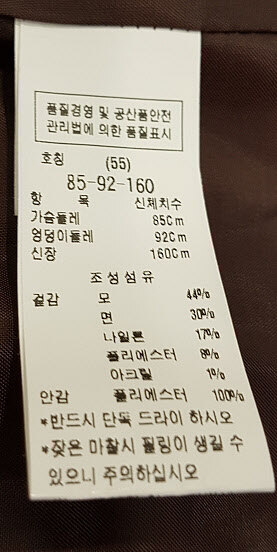 품질경영 및 공산품안전
관리법에 의한 품질표시
호칭 (55)
85-92-160
항 목 신체치수
가슴둘레 85Cm
엉덩이둘레 92Cm
신장 160Cm
조성섬유
겉감 모 44%
면 30%
나일론 17%
폴리에스터 8%
아크릴 1%
안감 폴리에스터 100%
*반드시 단독 드라이 하시오
*잦은 마찰시 필링이 생길 수
있으니 주의하십시오